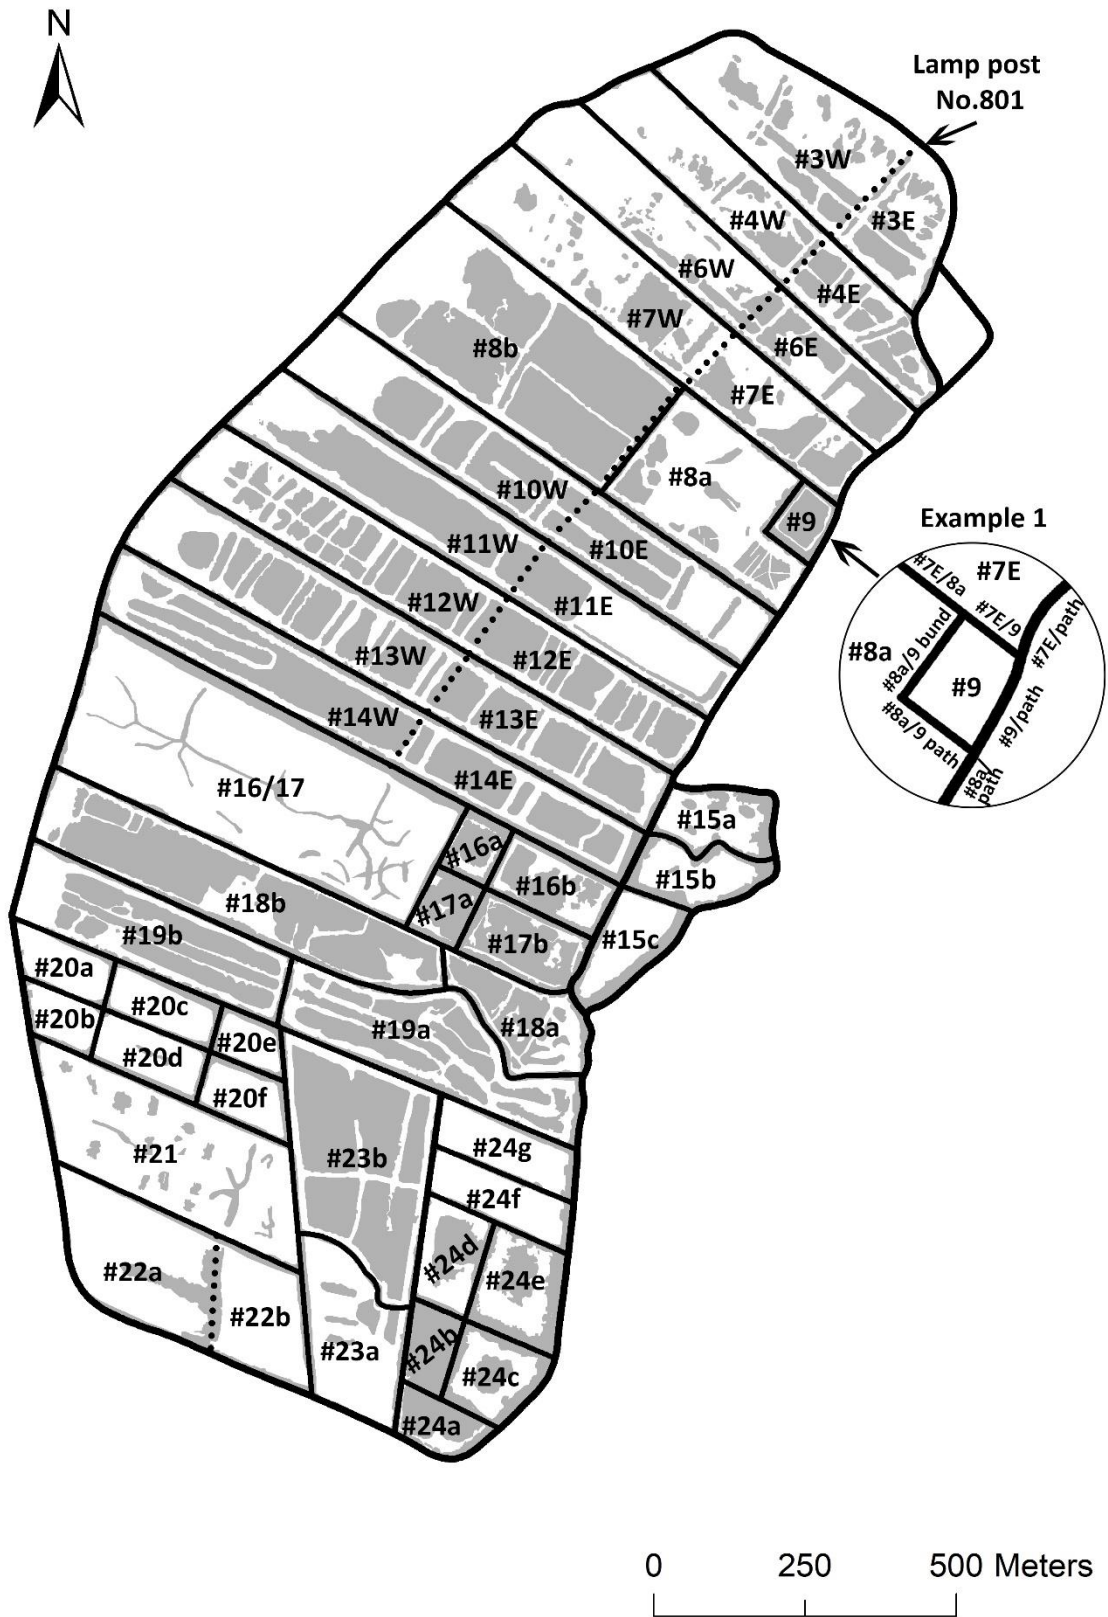 N
Lamp post
No.801
#3W
#3E
#4W
#4E
#6W
#6E
#7W
#7E
#8b
#8a
#9
#10W
#10E
#11W
#11E
#12W
#12E
#13W
#13E
#14W
#14E
Example 1
#7E
#7E/8a
#7E/9
#7E/path
#8a
#8a/9 bund
#9
#9/path
#8a/9 path
#8a/
path
#15a
#15b
#15c
#16/17
#16a
#16b
#17a
#17b
#18b
#18a
#19b
#19a
#20a
#20b
#20c
#20d
#20e
#20f
#21
#22a
#22b
#23b
#23a
#24g
#24f
#24d
#24e
#24b
#24c
#24a
0 250 500 Meters